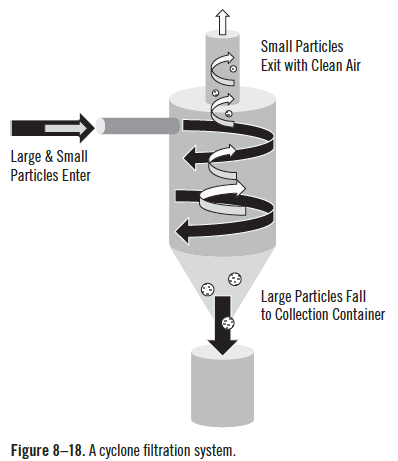 Small Particles
Exit with Clean Air
Large & Small
Particles Enter
Large Particles Fall
to Collection Container
Figure 8–18. A cyclone filtration system.